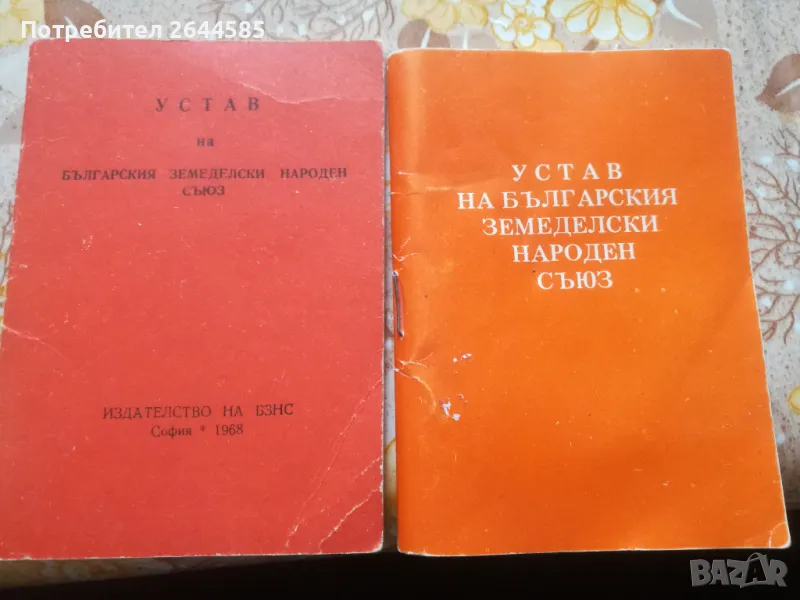 Потребител 2644585
УСТАВ
на
БЪЛГАРСКИЯ ЗЕМЕДЕЛСКИ НАРОДЕН
СЪЮЗ
ИЗДАТЕЛСТВО НА БЗНС
София * 1968
УСТАВ
НА БЪЛГАРСКИЯ
ЗЕМЕДЕЛСКИ
НАРОДЕН
СЪЮЗ
BAZAR